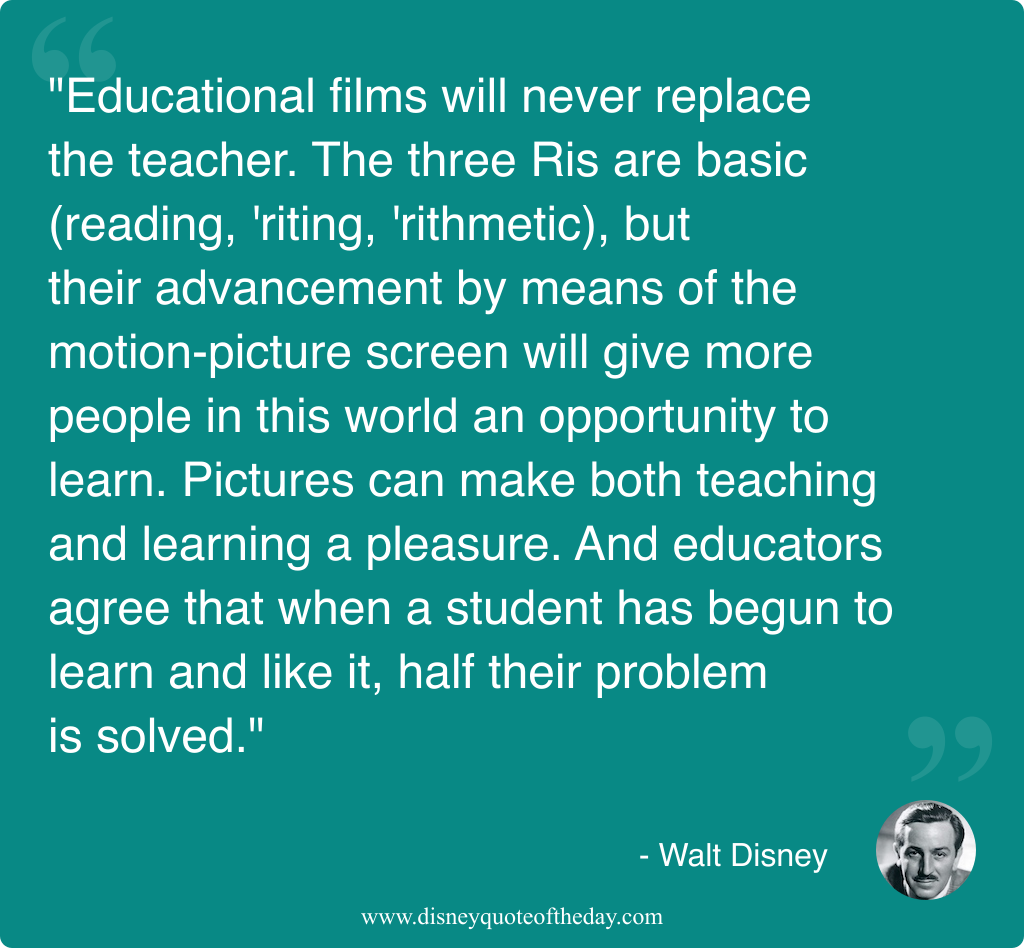 "Educational films will never replace
the teacher. The three Ris are basic
(reading, 'riting, 'rithmetic), but
their advancement by means of the
motion-picture screen will give more
people in this world an opportunity to
learn. Pictures can make both teaching
and learning a pleasure. And educators
agree that when a student has begun to
learn and like it, half their problem
is solved."
- Walt Disney
www.disneyquoteoftheday.com